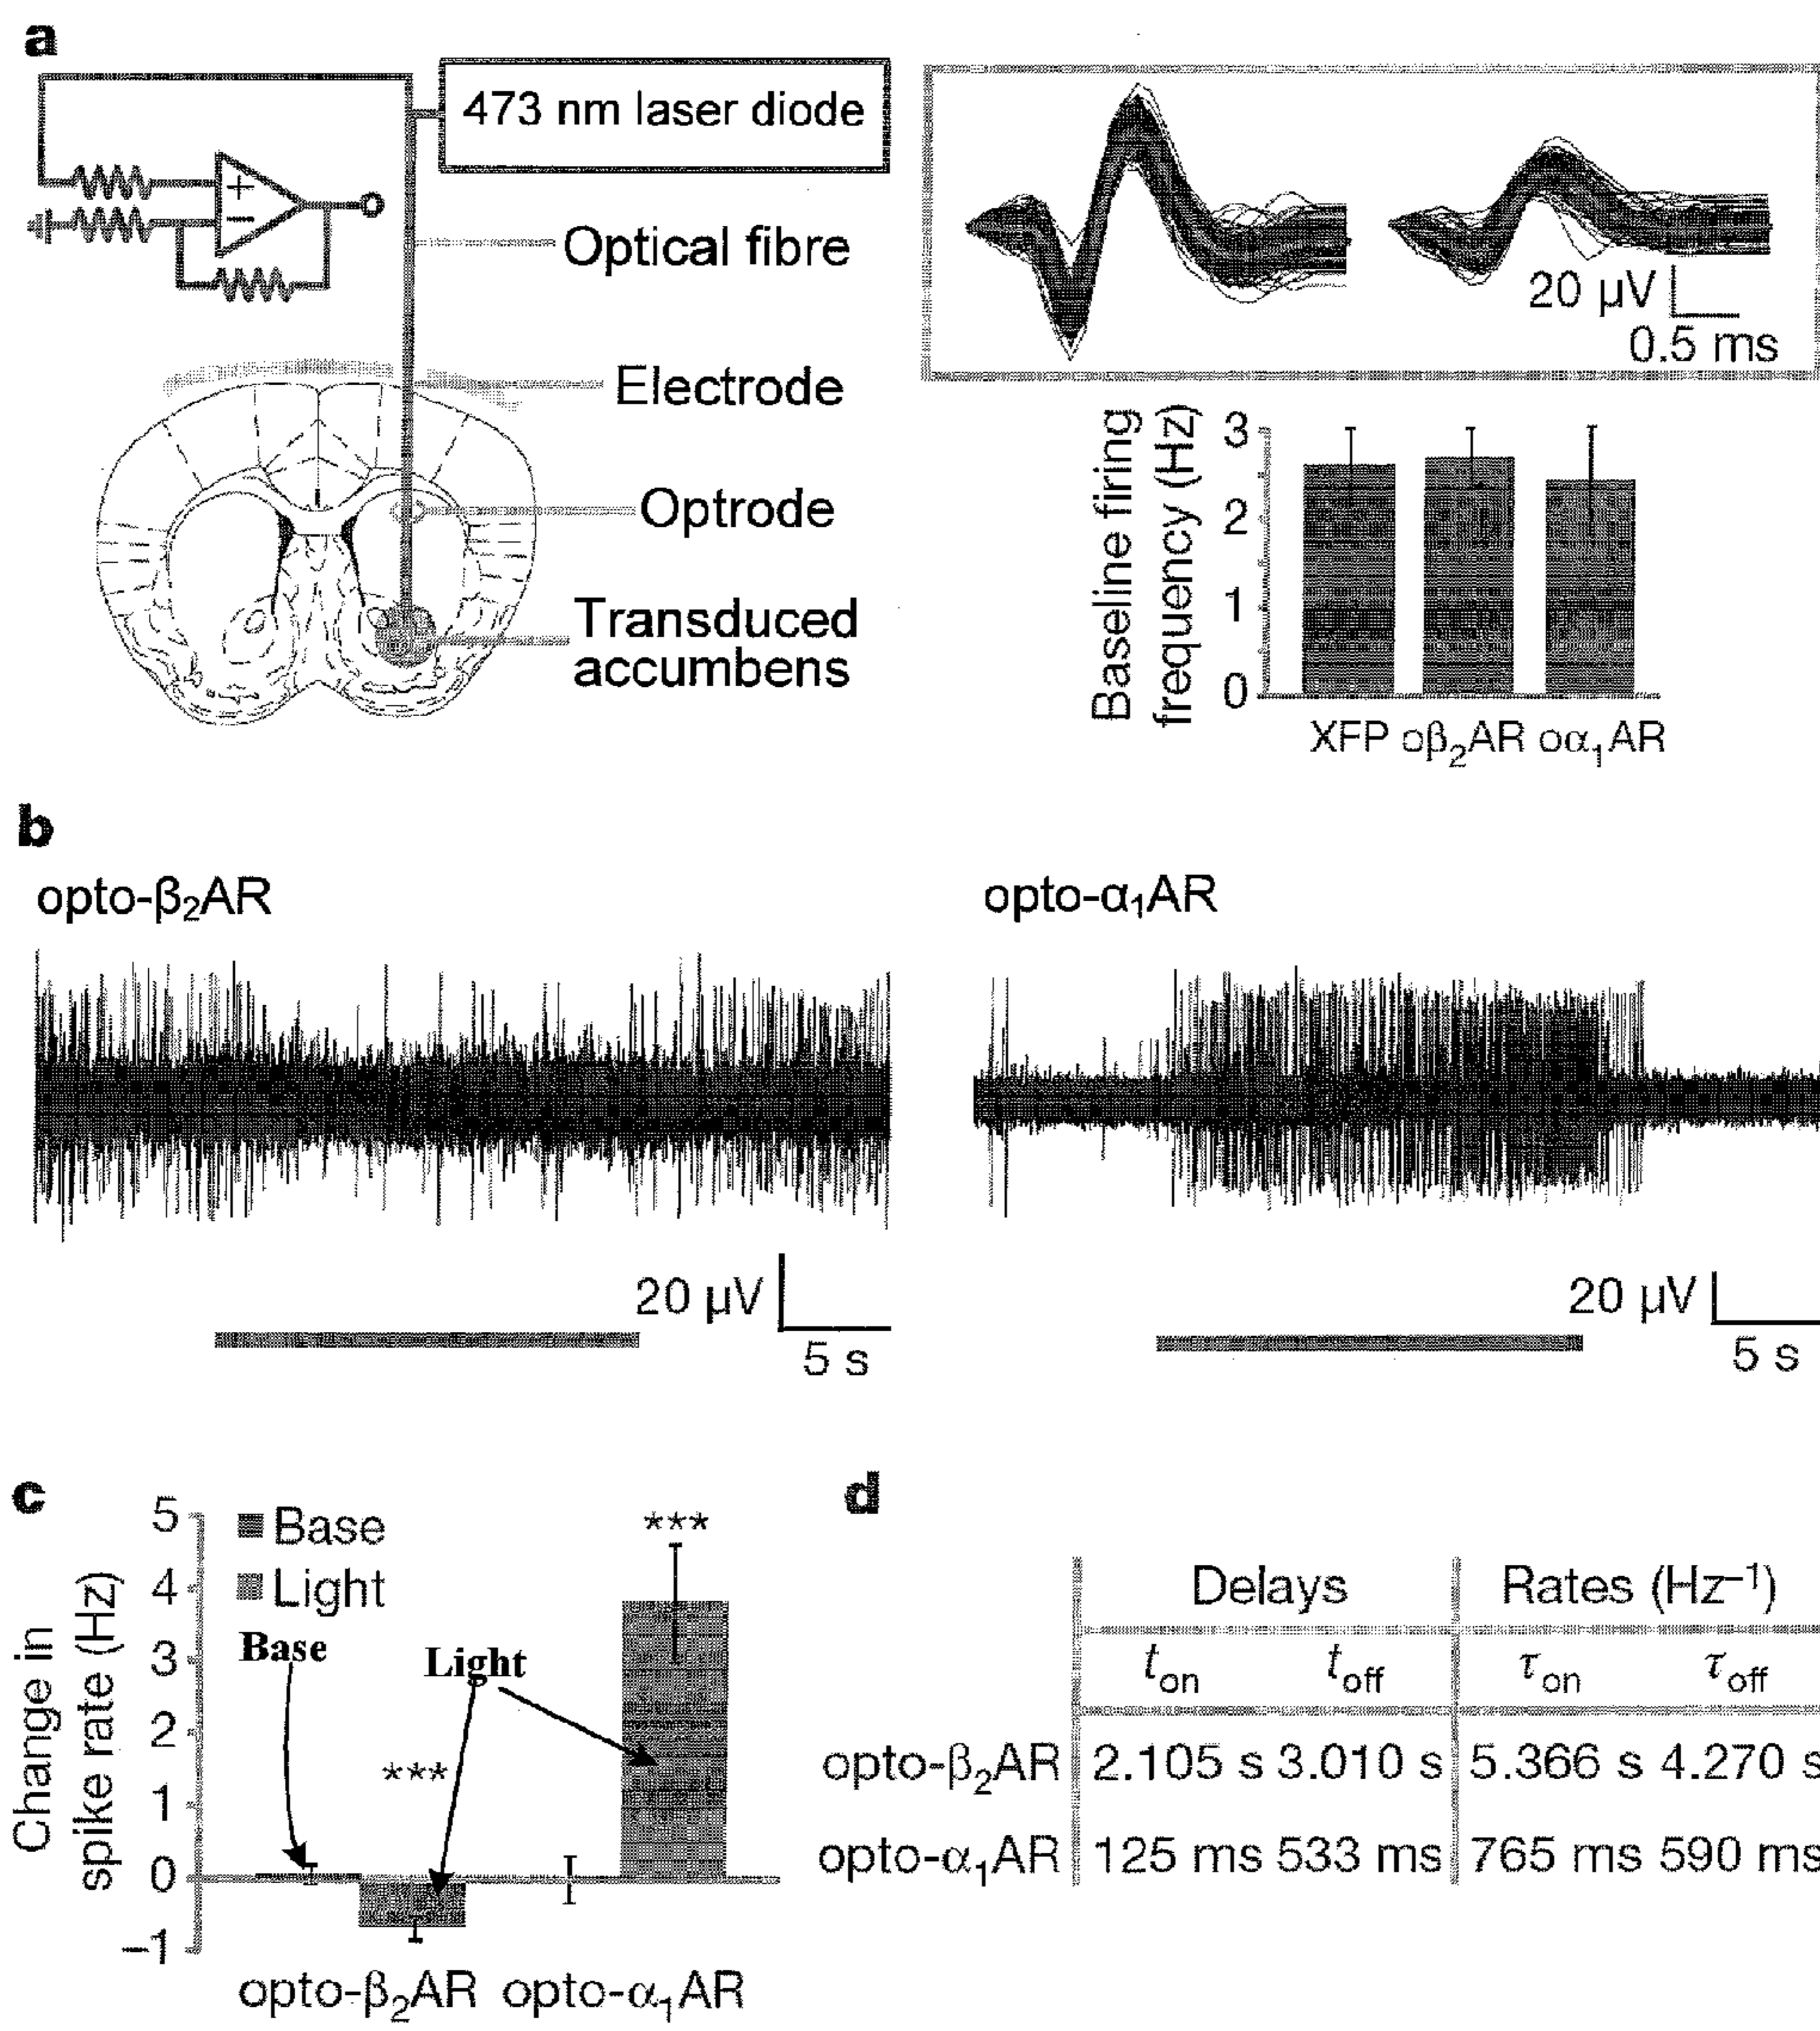 a
473 nm laser diode
+
−
Optical fibre
Electrode
Optrode
Transduced
accumbens
20 µV
0.5 ms
Baseline firing
frequency (Hz)
3
2
1
0
XFP oβ₂AR oα₁AR
b
opto-β₂AR
opto-α₁AR
20 µV
5 s
20 µV
5 s
c
Change in
spike rate (Hz)
5
4
3
2
1
0
−1
Base
Light
Base
Light
***
***
opto-β₂AR opto-α₁AR
d
Delays Rates (Hz⁻¹)
t_on t_off τ_on τ_off
opto-β₂AR 2.105 s 3.010 s 5.366 s 4.270 s
opto-α₁AR 125 ms 533 ms 765 ms 590 ms